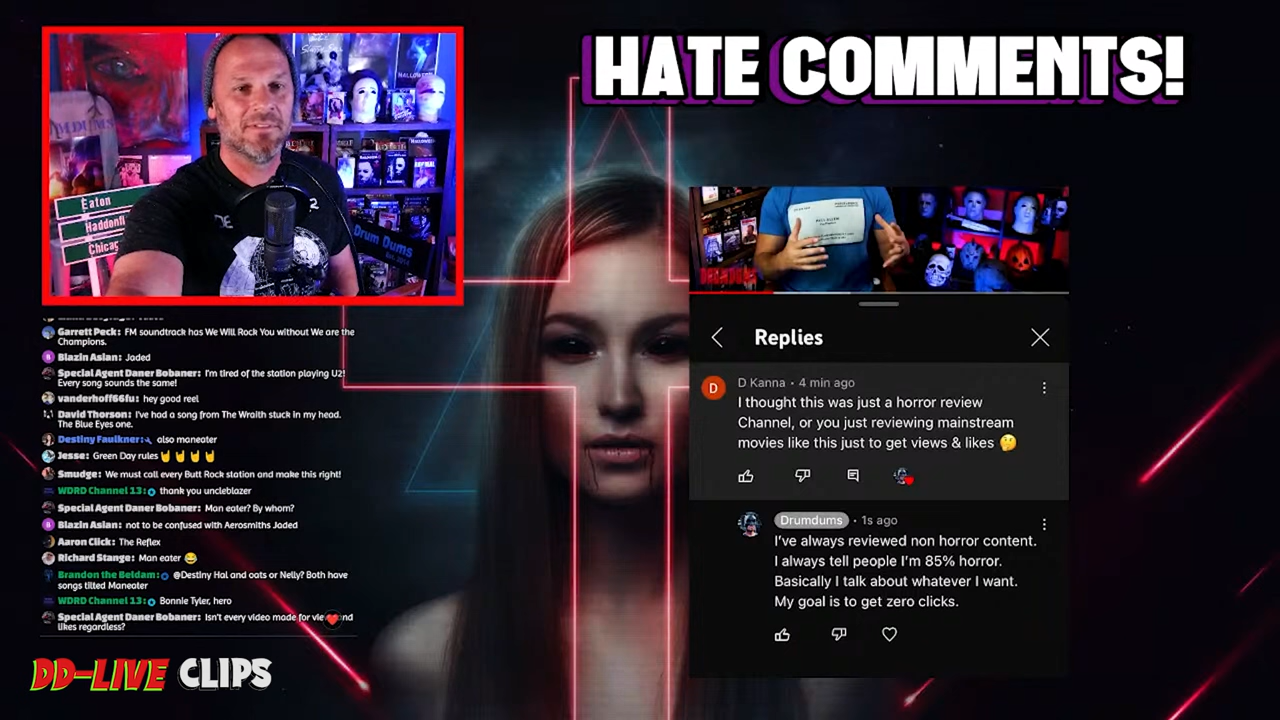 HATE COMMENTS!
HALLOWEEN
Eaton
Haddonfi
Chicag
Drum Dums
Garrett Peck: FM soundtrack has We Will Rock You without We are the
Champions.
Blazin Asian: Jaded
Special Agent Daner Bobaner: I'm tired of the station playing U2!
Every song sounds the same!
vanderhoff66fu: hey good reel
David Thorson: I've had a song from The Wraith stuck in my head.
The Blue Eyes one.
Destiny Faulkner: also maneater
Jesse: Green Day rules🤘🤘🤘🤘
Smudge: We must call every Butt Rock station and make this right!
WDRD Channel 13: thank you uncleblazer
Special Agent Daner Bobaner: Man eater? By whom?
Blazin Asian: not to be confused with Aerosmiths Jaded
Aaron Click: The Reflex
Richard Stange: Man eater 😂
Brandon the Beldam: @Destiny Hal and oats or Nelly? Both have
songs titled Maneater
WDRD Channel 13: Bonnie Tyler, hero
Special Agent Daner Bobaner: Isn't every video made for vie nd
likes regardless?
DD-LIVE CLIPS
Replies
D
D Kanna • 4 min ago
I thought this was just a horror review
Channel, or you just reviewing mainstream
movies like this just to get views & likes 🤔
Drumdums • 1s ago
I've always reviewed non horror content.
I always tell people I'm 85% horror.
Basically I talk about whatever I want.
My goal is to get zero clicks.